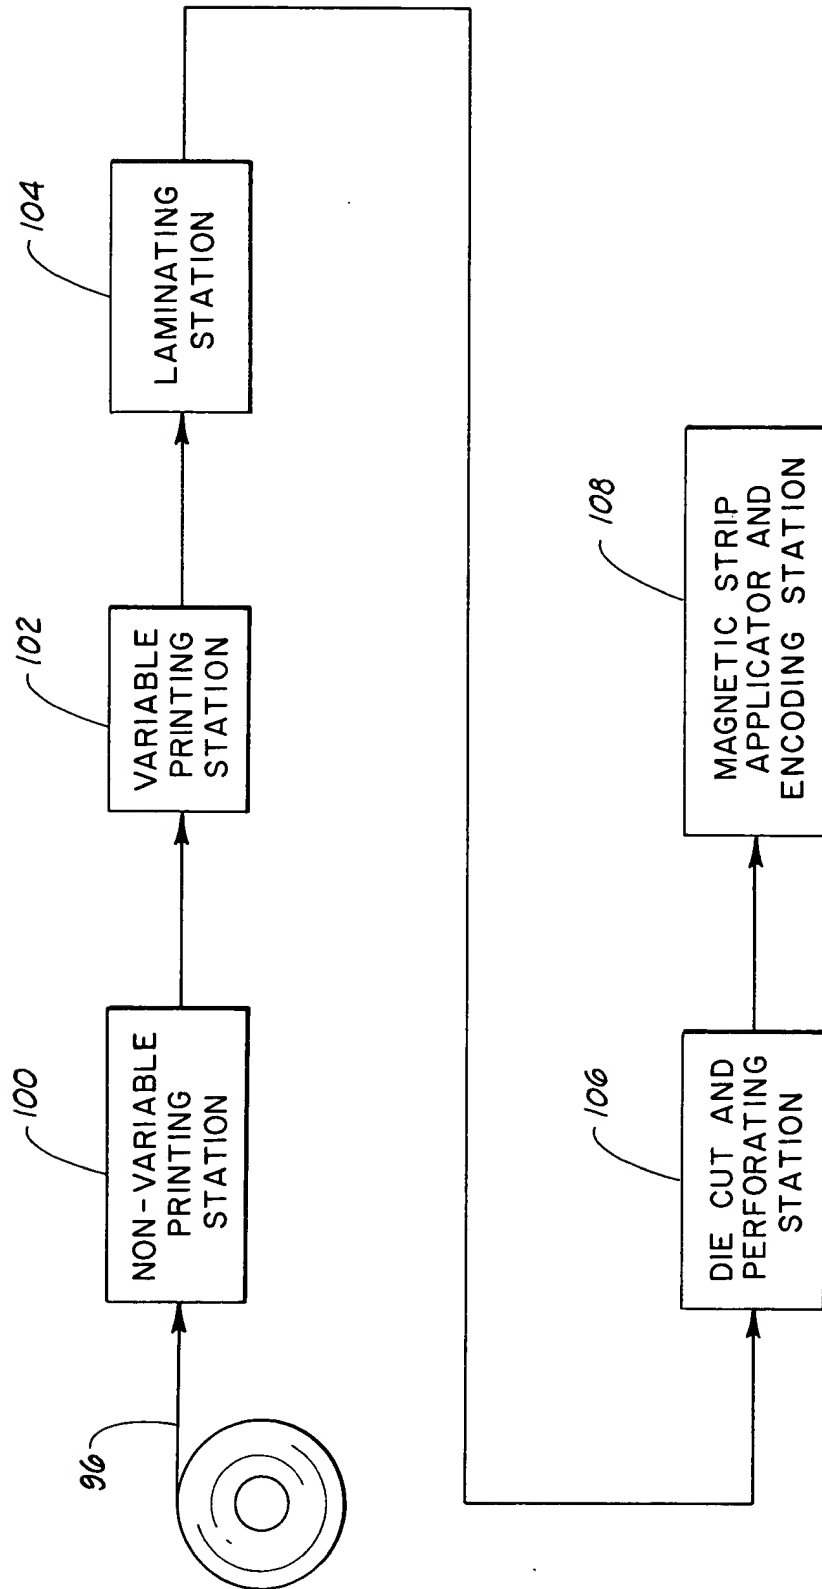 96
100
NON-VARIABLE
PRINTING
STATION
102
VARIABLE
PRINTING
STATION
104
LAMINATING
STATION
106
DIE CUT AND
PERFORATING
STATION
108
MAGNETIC STRIP
APPLICATOR AND
ENCODING STATION